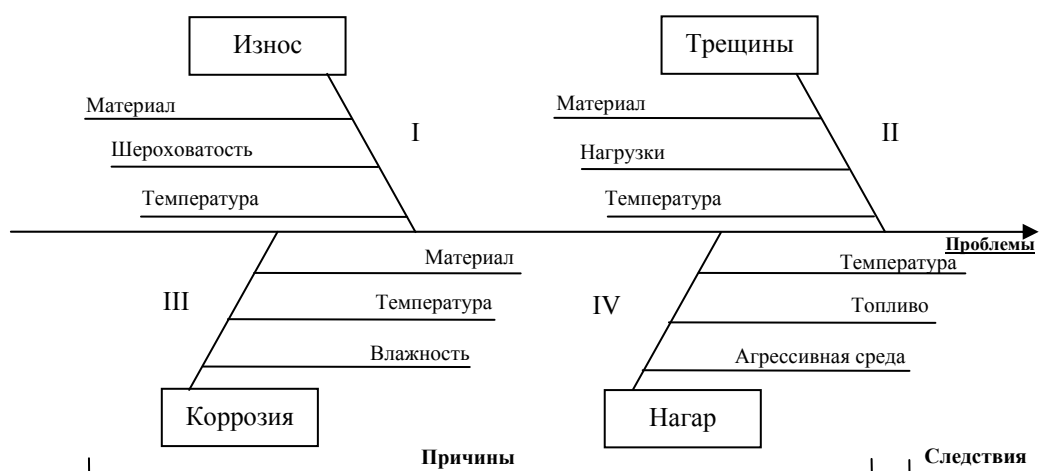 Износ
Трещины
Материал
I
Шероховатость
Температура
Материал
II
Нагрузки
Температура
Проблемы
Материал
III
Температура
Влажность
Коррозия
Температура
IV
Топливо
Агрессивная среда
Нагар
Причины
Следствия